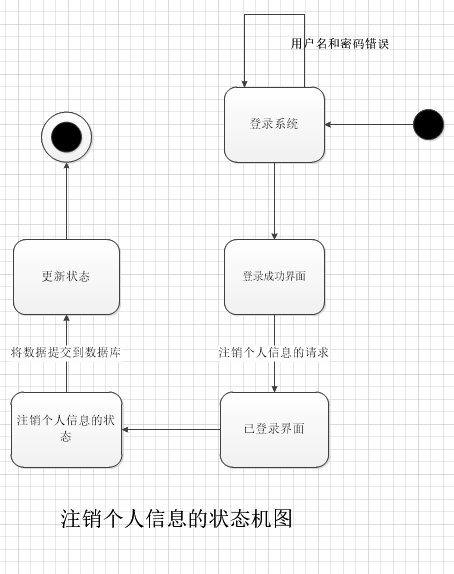 用户名和密码错误
登录系统
更新状态
登录成功界面
将数据提交到数据库
注销个人信息的请求
注销个人信息的状
态
已登录界面
注销个人信息的状态机图